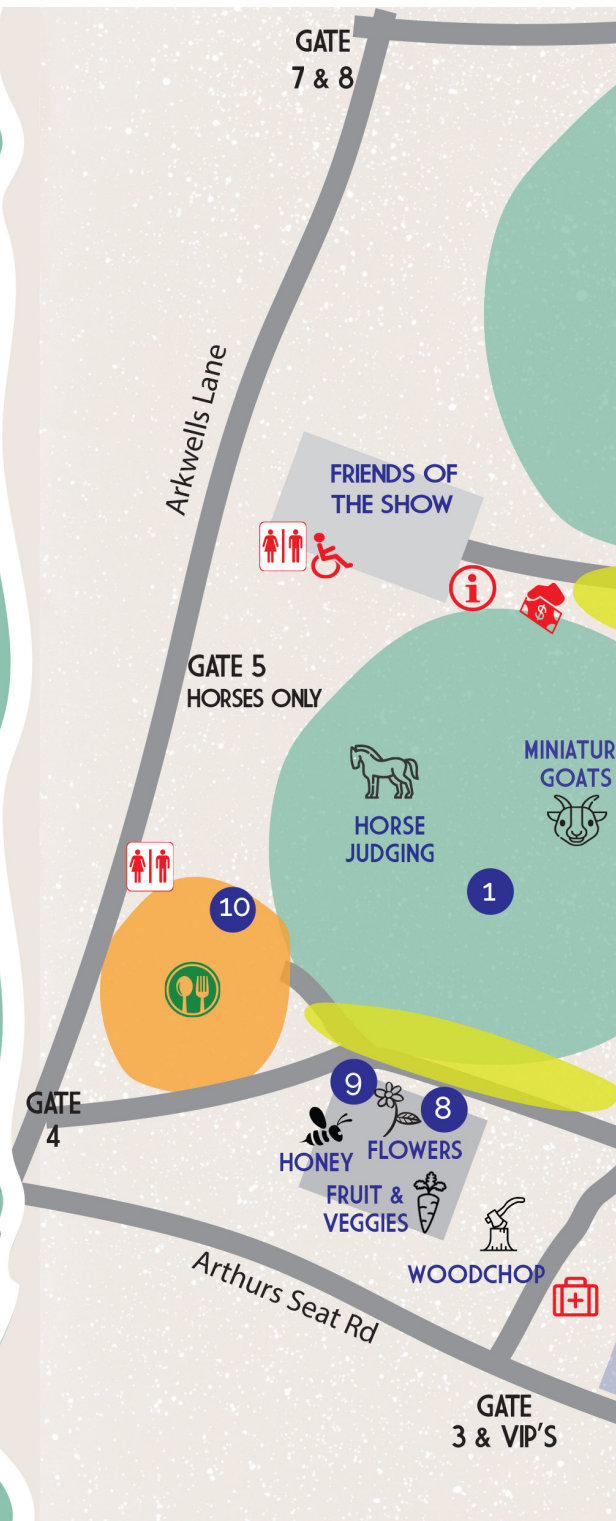 GATE
7 & 8
Arkwells Lane
FRIENDS OF
THE SHOW
i
$
GATE 5
HORSES ONLY
MINIATUR
GOATS
HORSE
JUDGING
1
10
GATE
4
9
8
HONEY
FLOWERS
FRUIT &
VEGGIES
WOODCHOP
Arthurs Seat Rd
GATE
3 & VIP'S